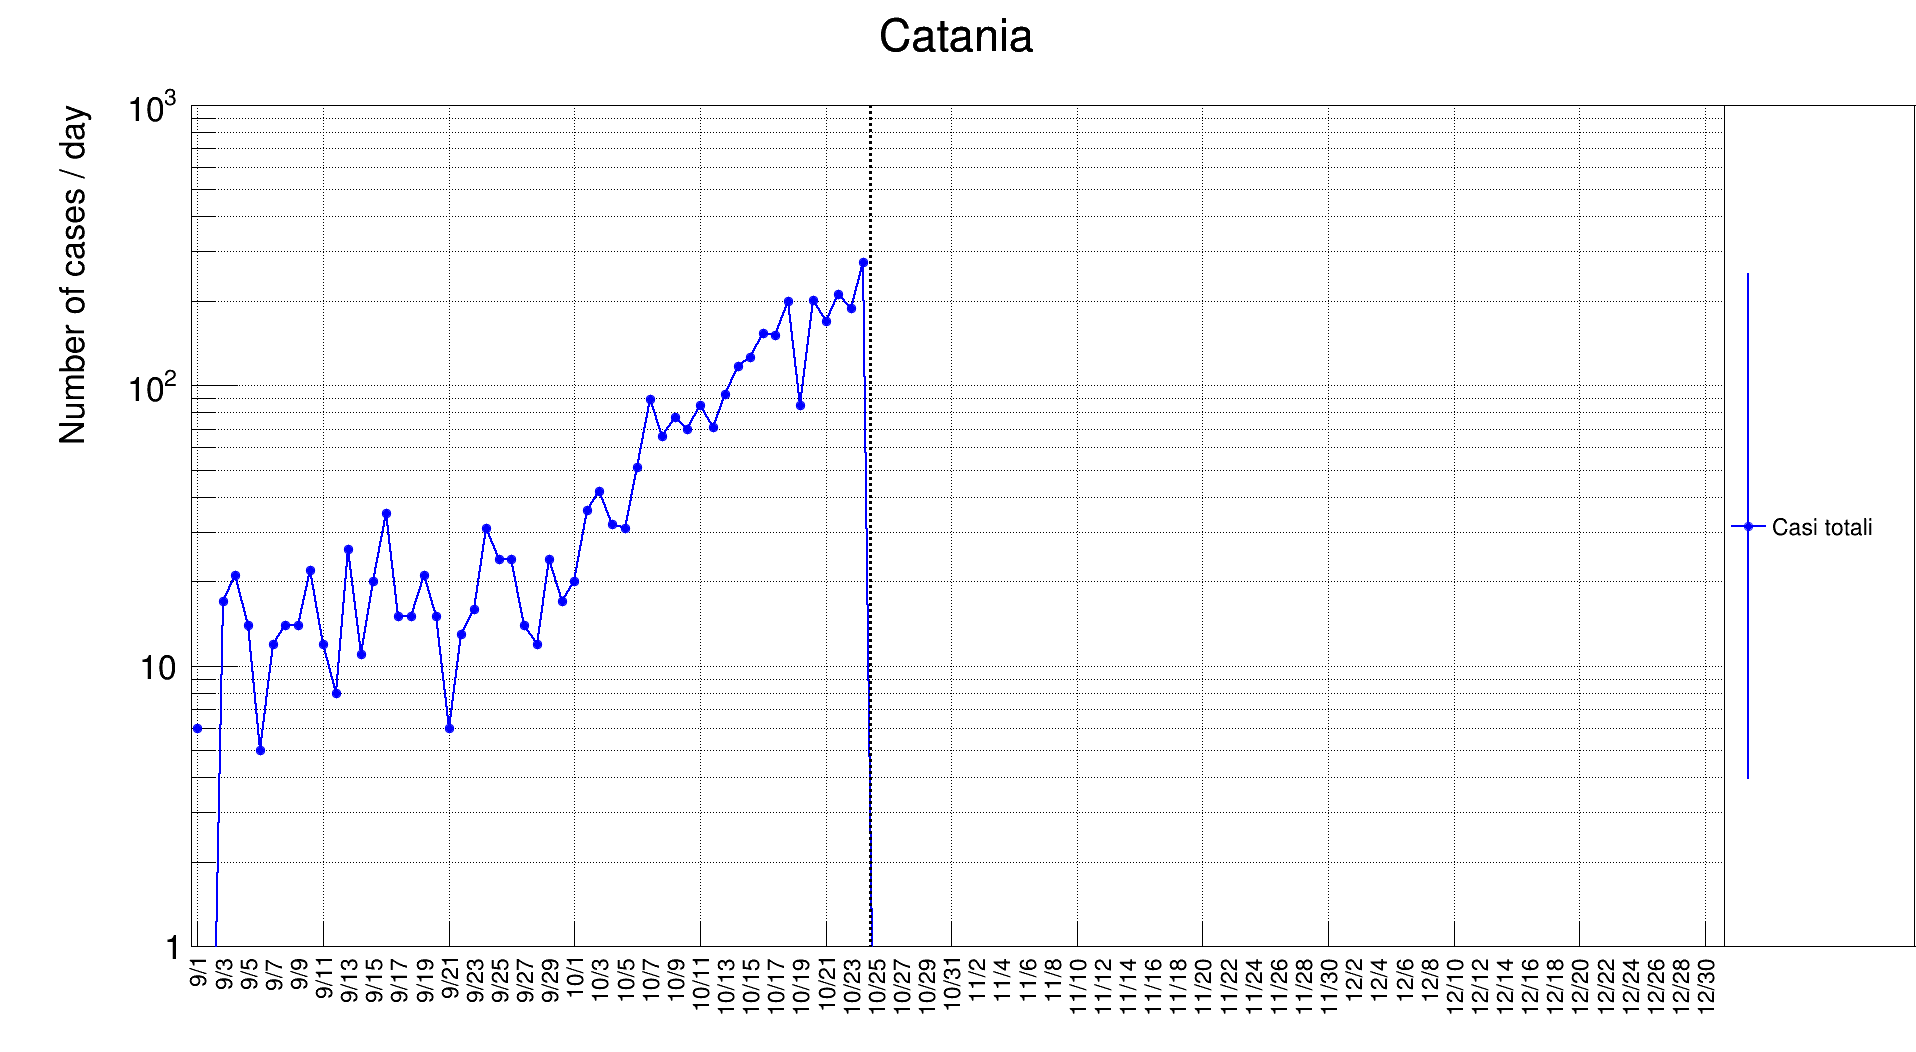 Catania
Number of cases / day
10³
10²
10
1
9/1 9/3 9/5 9/7 9/9 9/11 9/13 9/15 9/17 9/19 9/21 9/23 9/25 9/27 9/29 10/1 10/3 10/5 10/7 10/9 10/11 10/13 10/15 10/17 10/19 10/21 10/23 10/25 10/27 10/29 10/31 11/2 11/4 11/6 11/8 11/10 11/12 11/14 11/16 11/18 11/20 11/22 11/24 11/26 11/28 11/30 12/2 12/4 12/6 12/8 12/10 12/12 12/14 12/16 12/18 12/20 12/22 12/24 12/26 12/28 12/30
Casi totali